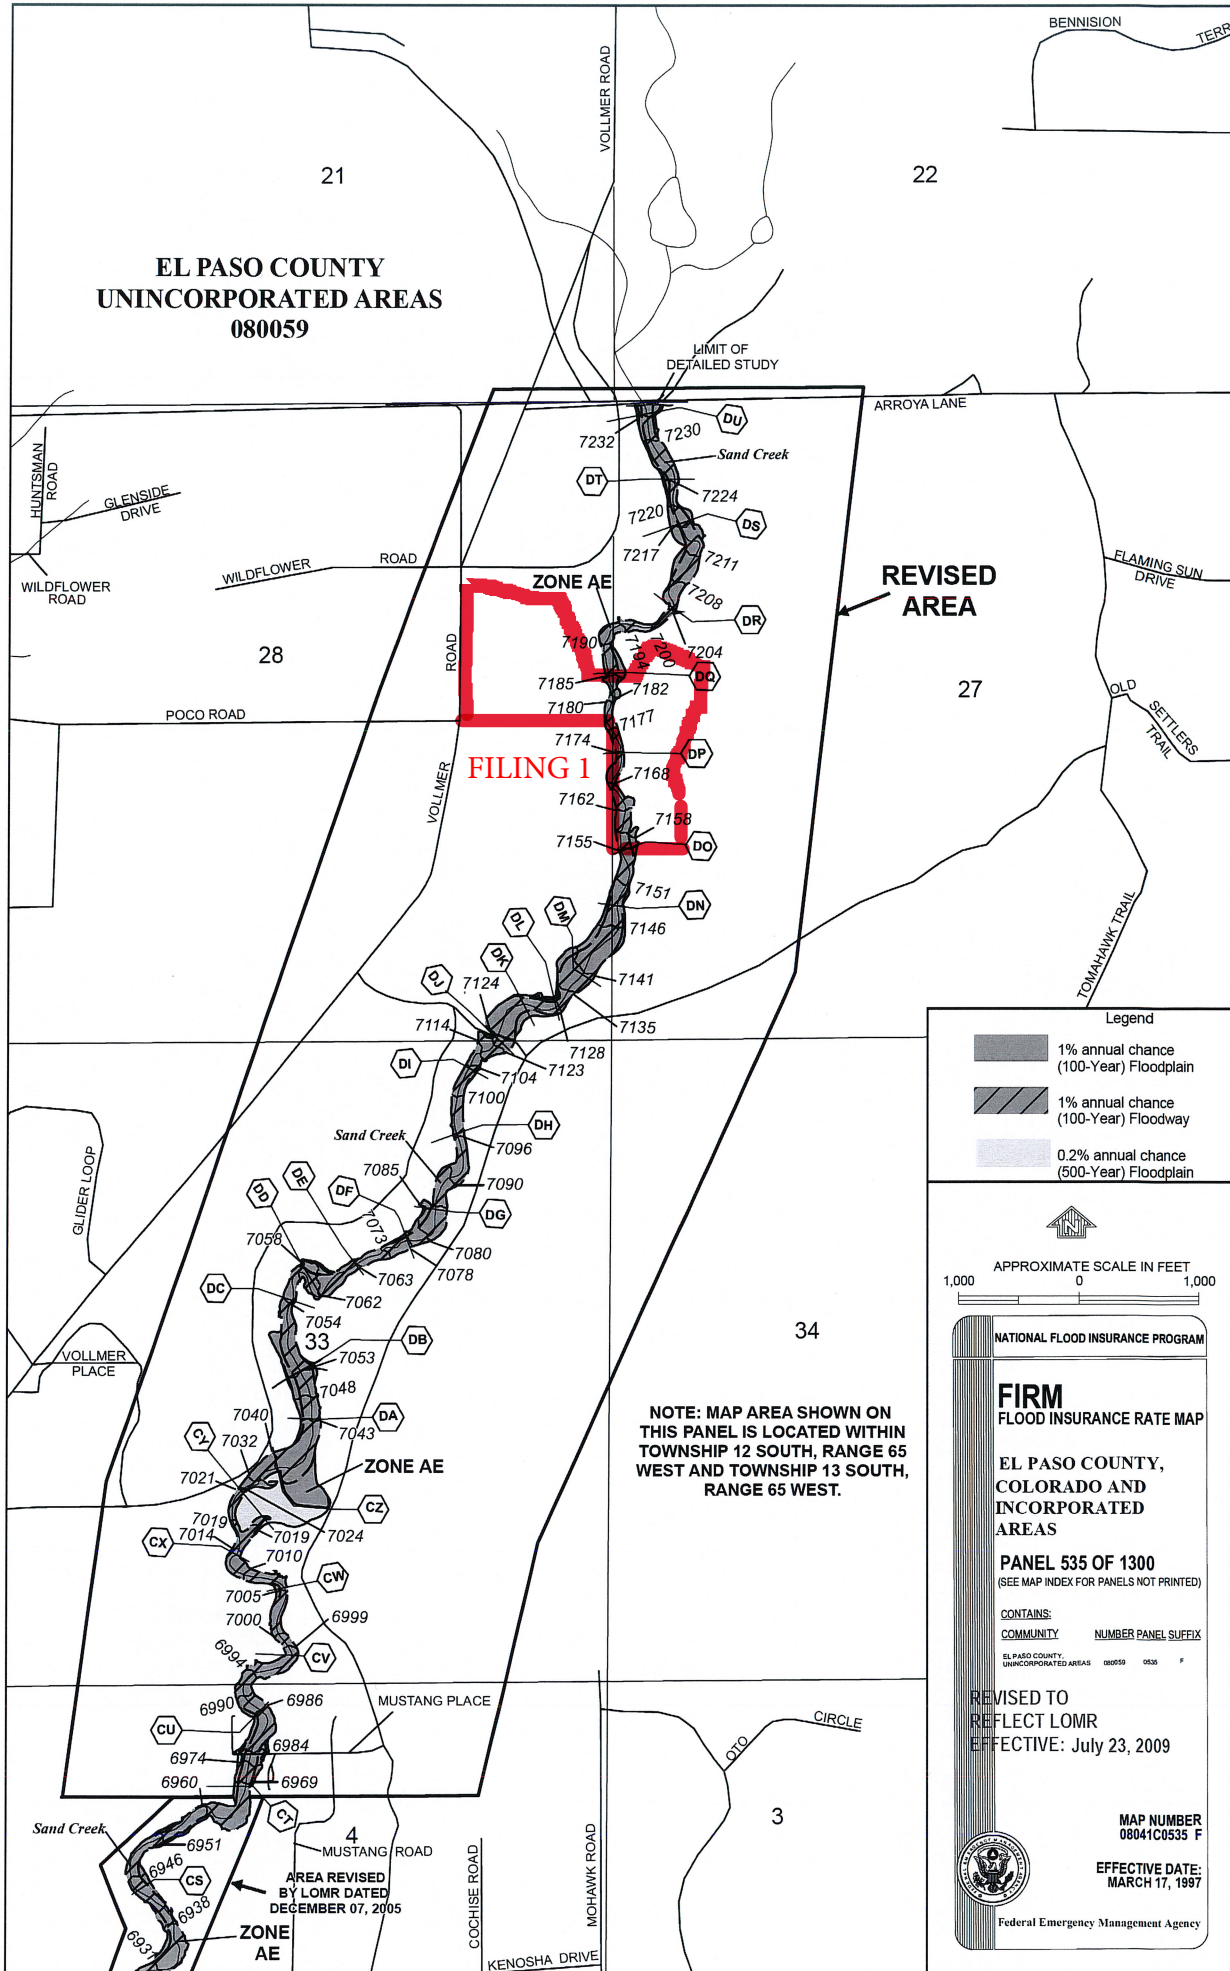 BENNISION
TERR
VOLLMER ROAD
21
22
EL PASO COUNTY
UNINCORPORATED AREAS
080059
LIMIT OF
DETAILED STUDY
ARROYA LANE
DU
7232
7230
Sand Creek
DT
7224
HUNTSMAN
ROAD
GLENSIDE
DRIVE
7220
DS
7217
7211
WILDFLOWER
ROAD
WILDFLOWER
ROAD
ZONE AE
FLAMING SUN
DRIVE
REVISED
AREA
7208
DR
7190
7194
7200
7204
28
ROAD
7185
7182
DQ
27
OLD
SETTLERS
TRAIL
7180
POCO ROAD
7177
7174
DP
FILING 1
7168
VOLLMER
7162
7158
7155
DO
7151
DN
7146
DM
DL
DK
DJ
7124
7141
TOMAHAWK TRAIL
7114
7135
7128
7123
DI
7104
7100
Legend
1% annual chance
(100-Year) Floodplain
1% annual chance
(100-Year) Floodway
0.2% annual chance
(500-Year) Floodplain
DH
Sand Creek
7096
GLIDER LOOP
7085
7090
DE
DF
DD
DG
7073
7058
7080
7078
7063
N
APPROXIMATE SCALE IN FEET
1,000
0
1,000
DC
7062
7054
33
34
DB
VOLLMER
PLACE
7053
7048
7040
DA
7043
CY
7032
ZONE AE
7021
CZ
7019
7024
7019
7014
CX
7010
CW
7005
7000
6999
6994
CV
NOTE: MAP AREA SHOWN ON
THIS PANEL IS LOCATED WITHIN
TOWNSHIP 12 SOUTH, RANGE 65
WEST AND TOWNSHIP 13 SOUTH,
RANGE 65 WEST.
6990
6986
MUSTANG PLACE
CU
6984
6974
6960
6969
CT
OTO
CIRCLE
3
4
Sand Creek
6951
MUSTANG ROAD
6946
CS
AREA REVISED
BY LOMR DATED
DECEMBER 07, 2005
6938
6931
ZONE
AE
COCHISE ROAD
MOHAWK ROAD
KENOSHA DRIVE
NATIONAL FLOOD INSURANCE PROGRAM
FIRM
FLOOD INSURANCE RATE MAP
EL PASO COUNTY,
COLORADO AND
INCORPORATED
AREAS
PANEL 535 OF 1300
(SEE MAP INDEX FOR PANELS NOT PRINTED)
CONTAINS:
COMMUNITY NUMBER PANEL SUFFIX
EL PASO COUNTY,
UNINCORPORATED AREAS 080059 0535 F
REVISED TO
REFLECT LOMR
EFFECTIVE: July 23, 2009
MAP NUMBER
08041C0535 F
EFFECTIVE DATE:
MARCH 17, 1997
Federal Emergency Management Agency